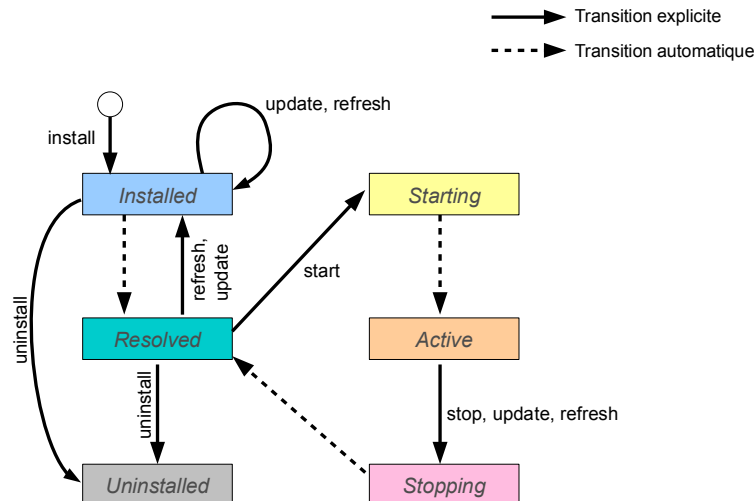 Transition explicite
Transition automatique
update, refresh
install
Installed
Starting
refresh,
update
start
uninstall
Resolved
Active
uninstall
stop, update, refresh
Uninstalled
Stopping